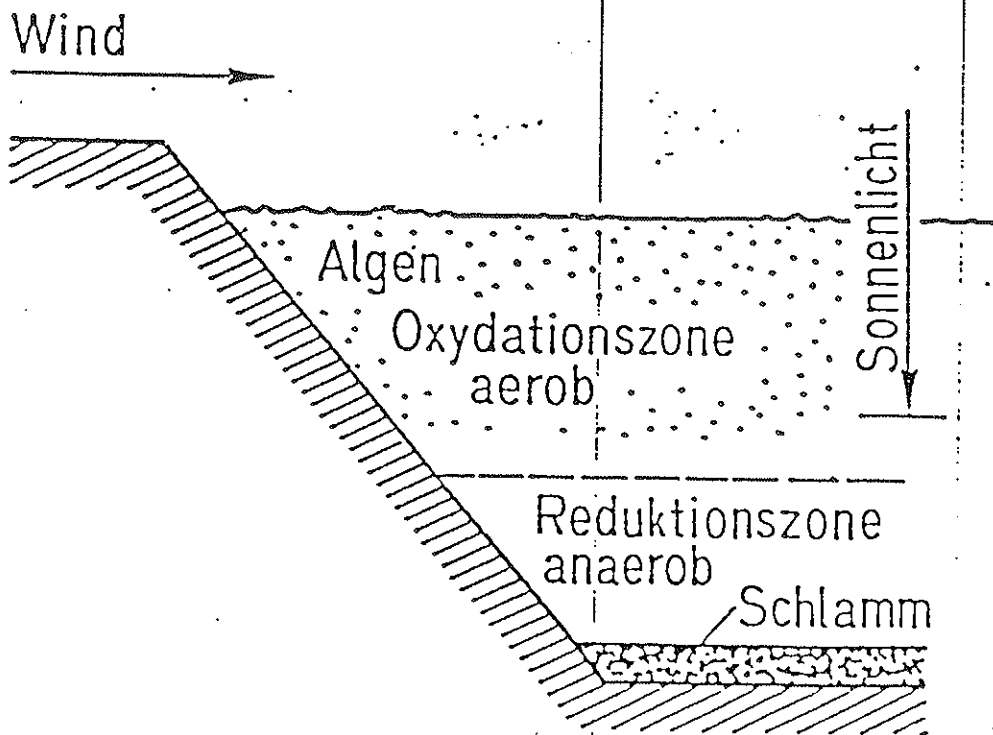 Wind
Sonnenlicht
Algen
Oxydationszone
aerob
Reduktionszone
anaerob
Schlamm